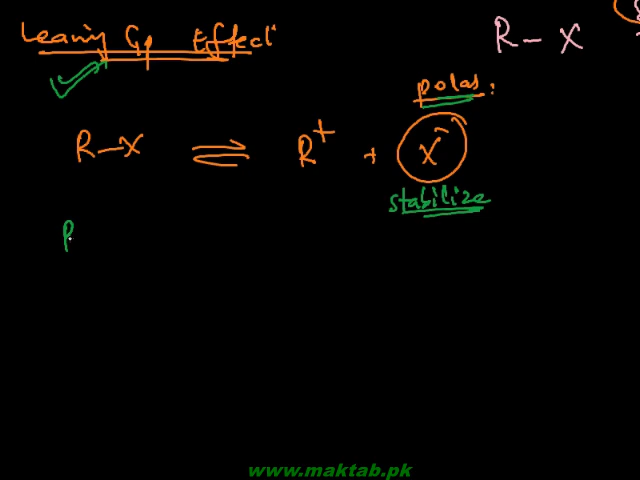 Leaving Gp Effect
R-X
polar:
R-X ⇌ R+ + X-
stabilize
P
www.maktab.pk